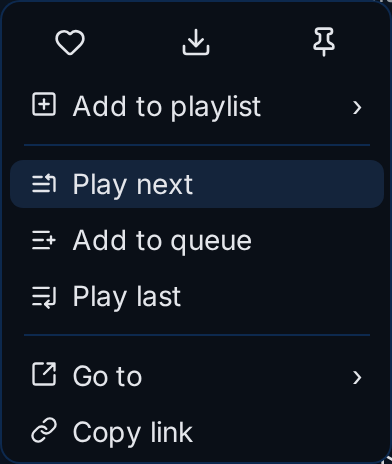 Add to playlist
Play next
Add to queue
Play last
Go to
Copy link